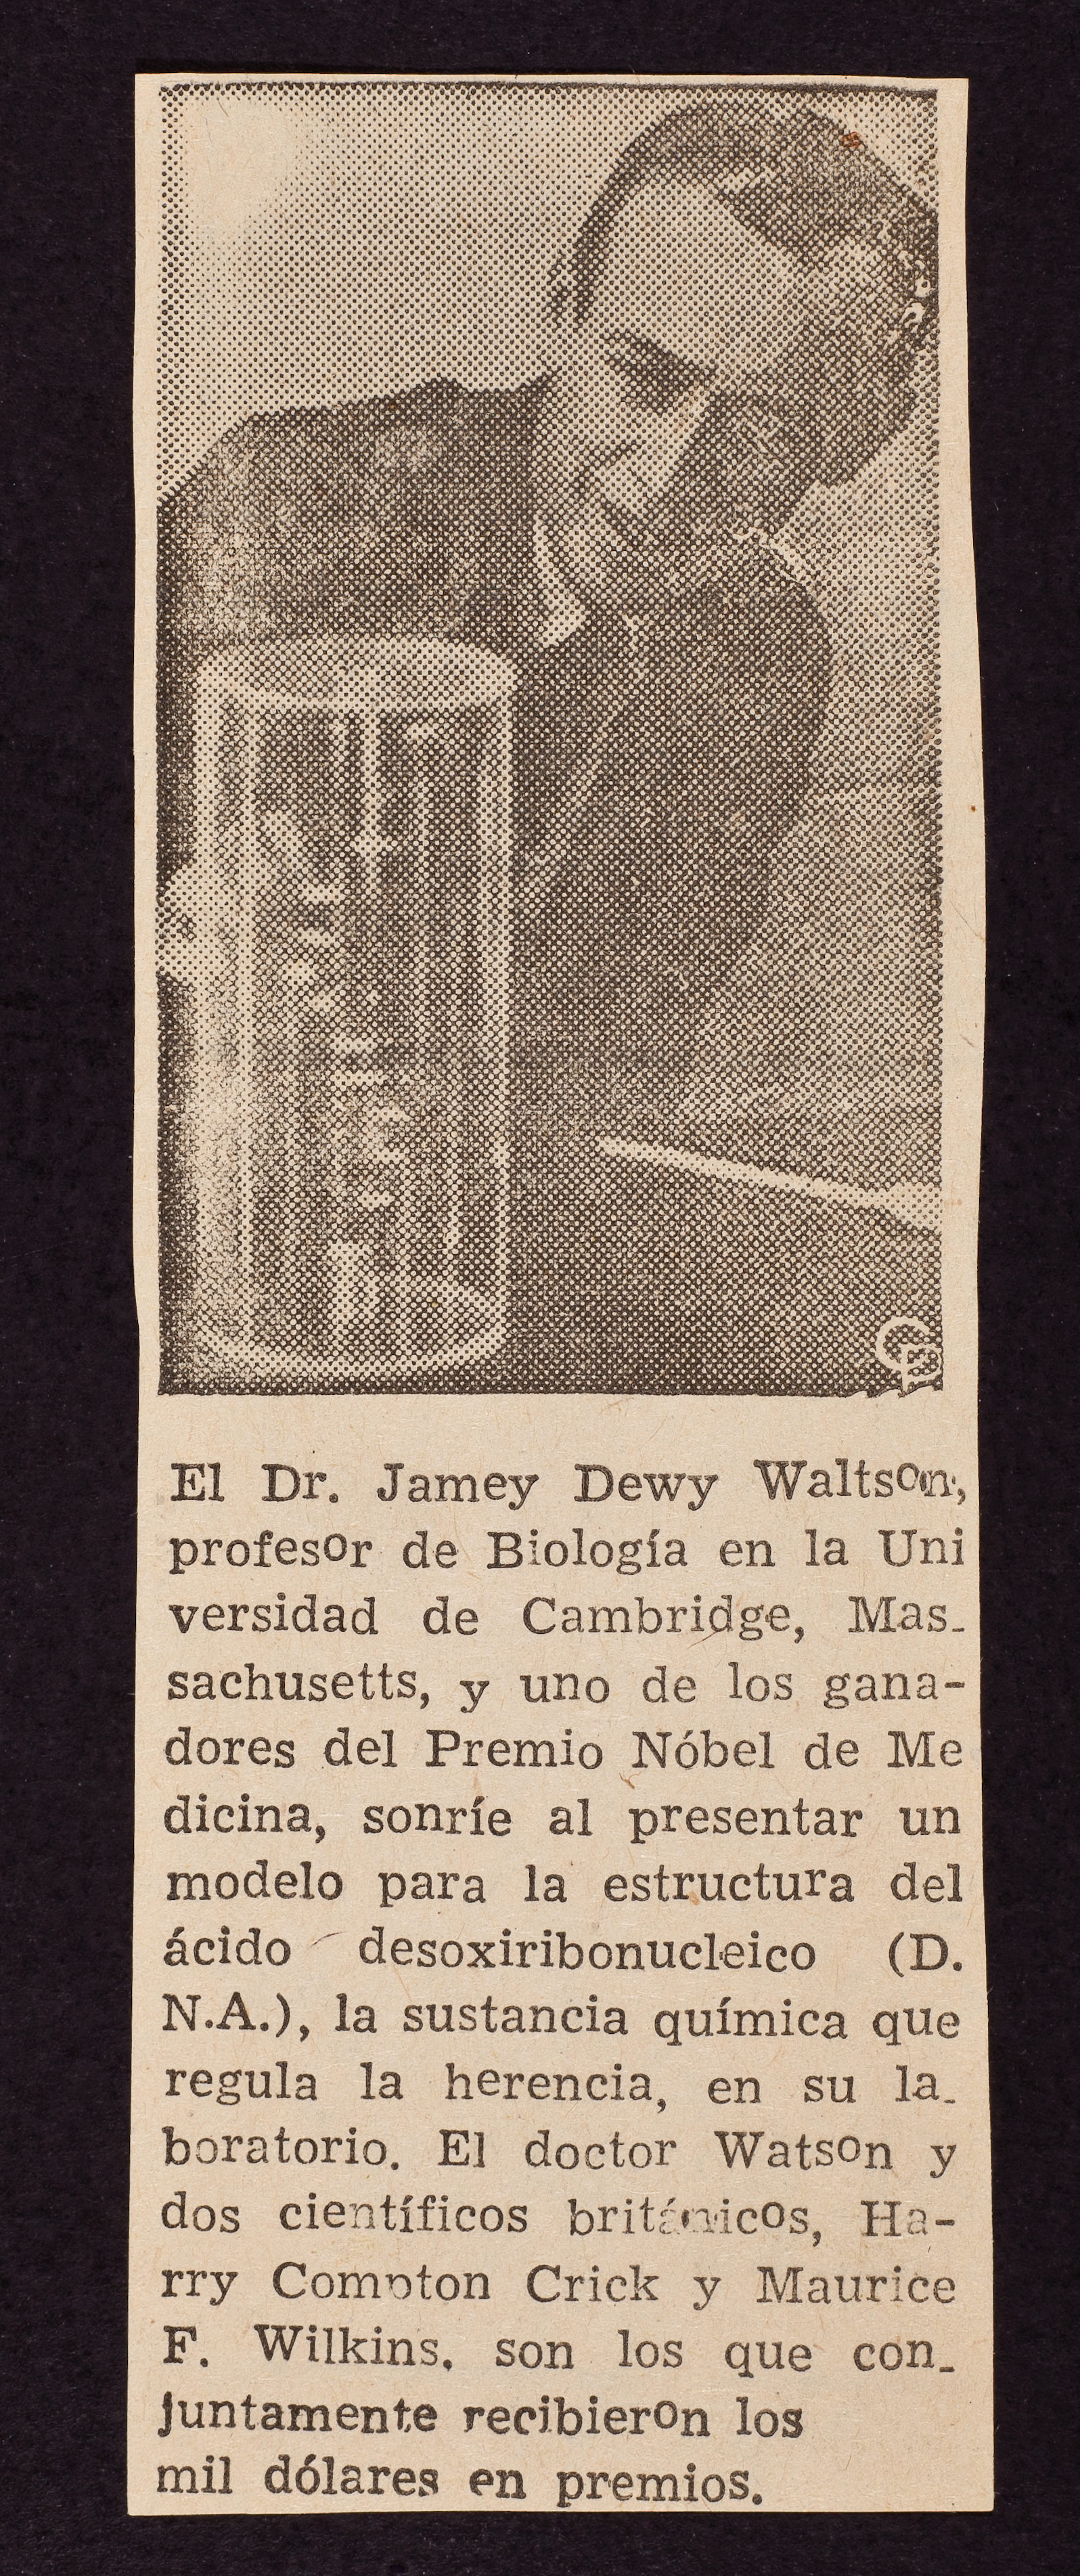 El Dr. Jamey Dewy Waltson,
profesor de Biología en la Uni
versidad de Cambridge, Mas-
sachusetts, y uno de los gana-
dores del Premio Nóbel de Me
dicina, sonríe al presentar un
modelo para la estructura del
ácido desoxiribonucleico (D.
N.A.), la sustancia química que
regula la herencia, en su la-
boratorio. El doctor Watson y
dos científicos británicos, Ha-
rry Compton Crick y Maurice
F. Wilkins, son los que con-
juntamente recibieron los
mil dólares en premios.